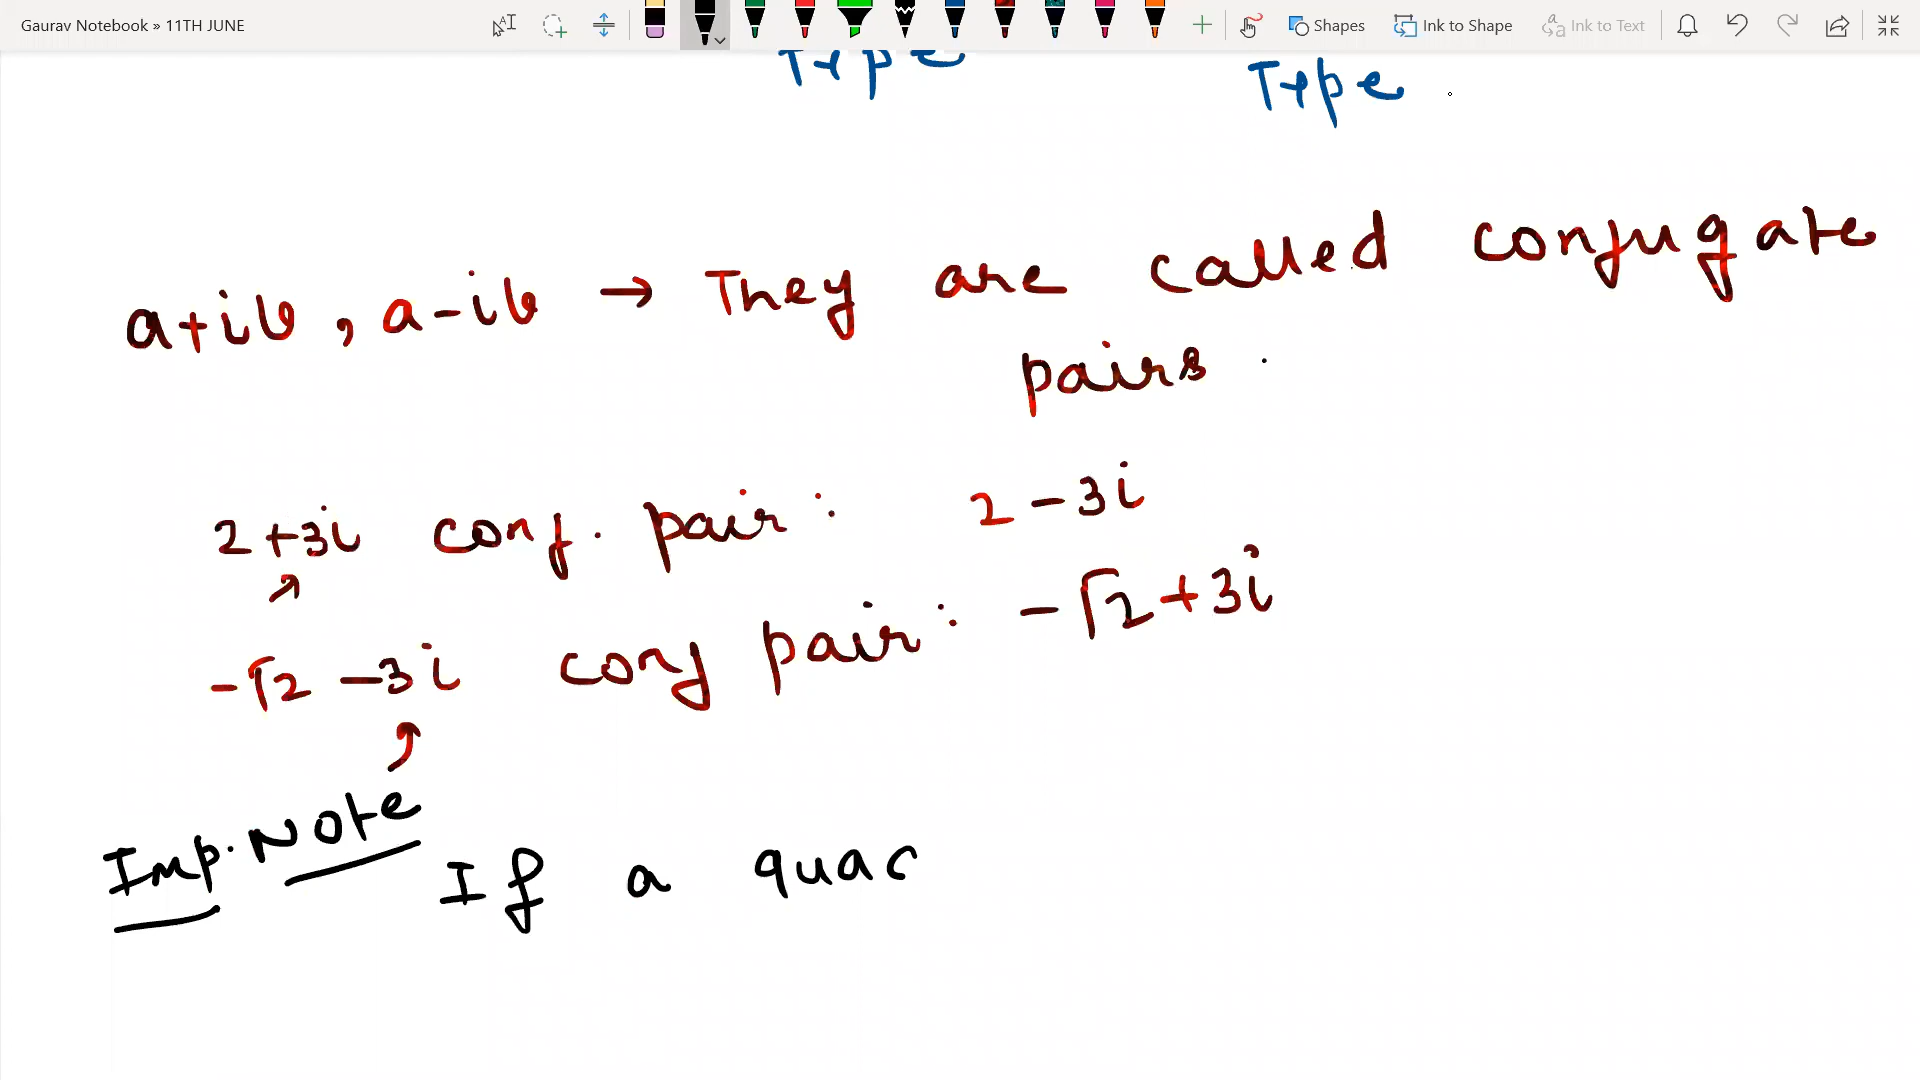 Gaurav Notebook » 11TH JUNE
Shapes Ink to Shape Ink to Text
Type Type.
a+ib, a-ib → They are called conjugate
pairs.
2+3i conj. pair: 2-3i
-√2-3i conj pair: -√2+3i
Imp. Note If a quac